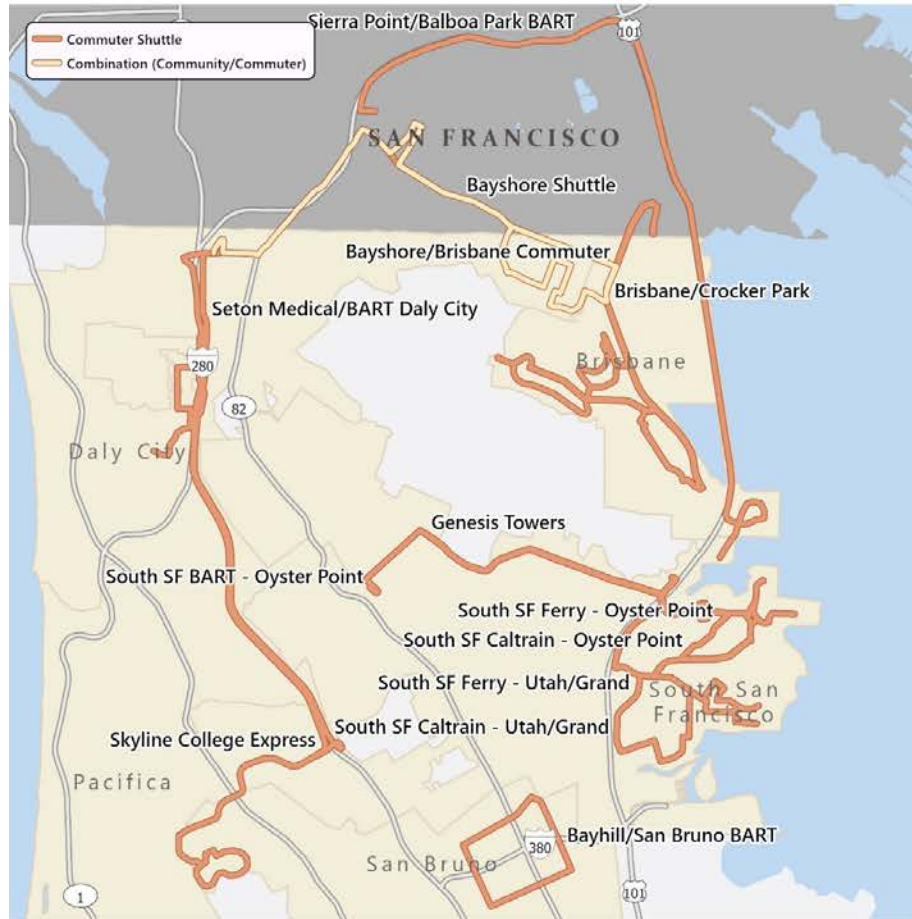 Sierra Point/Balboa Park BART
101
Commuter Shuttle
Combination (Community/Commuter)
SAN FRANCISCO
Bayshore Shuttle
Bayshore/Brisbane Commuter
Brisbane/Crocker Park
Seton Medical/BART Daly City
Brisbane
280
82
Daly City
Genesis Towers
South SF BART - Oyster Point
South SF Ferry - Oyster Point
South SF Caltrain - Oyster Point
South SF Ferry - Utah/Grand
South San
Francisco
South SF Caltrain - Utah/Grand
Skyline College Express
Pacifica
Bayhill/San Bruno BART
380
San Bruno
1
101